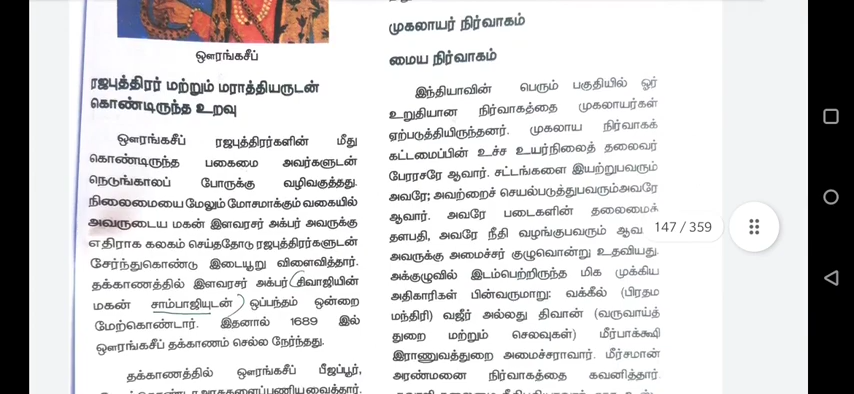 ஔரங்கசீப்
ரஜபுத்திரர் மற்றும் மராத்தியருடன்
கொண்டிருந்த உறவு
ஔரங்கசீப் ரஜபுத்திரர்களின் மீது
கொண்டிருந்த பகைமை அவர்களுடன்
நெடுங்காலப் போருக்கு வழிவகுத்தது.
நிலைமையை மேலும் மோசமாக்கும் வகையில்
அவருடைய மகன் இளவரசர் அக்பர் அவருக்கு
எதிராக கலகம் செய்ததோடு ரஜபுத்திரர்களுடன்
சேர்ந்துகொண்டு இடையூறு விளைவித்தார்.
தக்காணத்தில் இளவரசர் அக்பர் சிவாஜியின்
மகன் சாம்பாஜியுடன் ஒப்பந்தம் ஒன்றை
மேற்கொண்டார். இதனால் 1689 இல்
ஔரங்கசீப் தக்காணம் செல்ல நேர்ந்தது.
தக்காணத்தில் ஔரங்கசீப் பீஜப்பூர்,
முகலாயர் நிர்வாகம்
மைய நிர்வாகம்
இந்தியாவின் பெரும் பகுதியில் ஓர்
உறுதியான நிர்வாகத்தை முகலாயர்கள்
ஏற்படுத்தியிருந்தனர். முகலாய நிர்வாகக்
கட்டமைப்பின் உச்ச உயர்நிலைத் தலைவர்
பேரரசரே ஆவார். சட்டங்களை இயற்றுபவரும்
அவரே; அவற்றைச் செயல்படுத்துபவரும்அவரே
ஆவார். அவரே படைகளின் தலைமைச்
தளபதி, அவரே நீதி வழங்குபவரும்
அவருக்கு அமைச்சர் குழுவொன்று உதவியது.
அக்குழுவில் இடம்பெற்றிருந்த மிக முக்கிய
அதிகாரிகள் பின்வருமாறு: வக்கீல் (பிரதம
மந்திரி) வஜீர் அல்லது திவான் (வருவாய்த்
துறை மற்றும் செலவுகள்) மீர்பாக்க்ஷி
இராணுவத்துறை அமைச்சராவார். மீர்சமான்
அரண்மனை நிர்வாகத்தை கவனித்தார்.
147 / 359